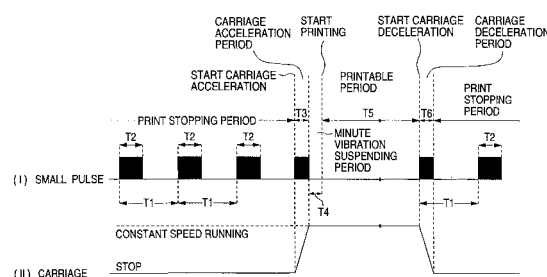 CARRIAGE
ACCELERATION
PERIOD
START
PRINTING
START CARRIAGE
DECELERATION
CARRIAGE
DECELERATION
PERIOD
START CARRIAGE
ACCELERATION
PRINTABLE
PERIOD
PRINT
STOPPING
PERIOD
PRINT STOPPING PERIOD
T3
T5
T6
T2
T2
T2
T2
MINUTE
VIBRATION
SUSPENDING
PERIOD
(I) SMALL PULSE
T1
T1
T4
T1
CONSTANT SPEED RUNNING
STOP
(II) CARRIAGE